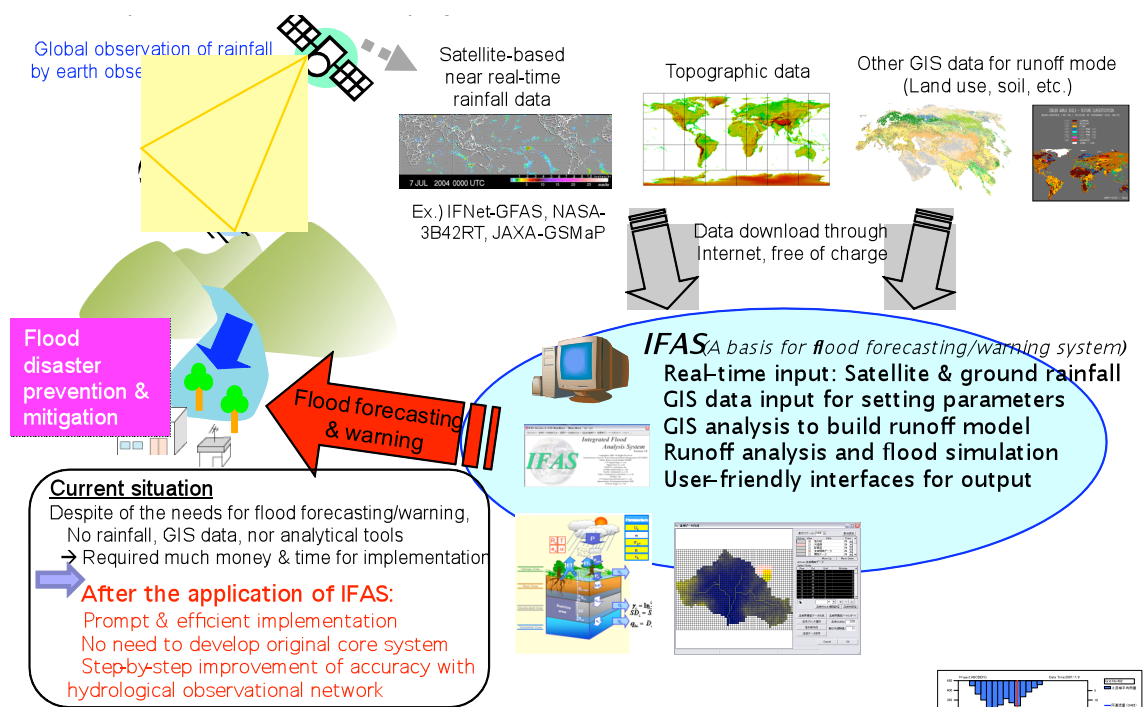 Global observation of rainfall
by earth
Satellite-based
near real-time
rainfall data
7 JUL 2004 0000 UTC
Ex.) IFNet-GFAS, NASA-
3B42RT, JAXA-GSMaP
Topographic data
Other GIS data for runoff mode
(Land use, soil, etc.)
Data download through
Internet, free of charge
IFAS(A basis for flood forecasting/warning system)
Real-time input: Satellite & ground rainfall
GIS data input for setting parameters
GIS analysis to build runoff model
Runoff analysis and flood simulation
User-friendly interfaces for output
Integrated Flood
Analysis System
IFAS
Flood
disaster
prevention &
mitigation
Flood forecasting
& warning
Current situation
Despite of the needs for flood forecasting/warning,
No rainfall, GIS data, nor analytical tools
→ Required much money & time for implementation
After the application of IFAS:
Prompt & efficient implementation
No need to develop original core system
Step-by-step improvement of accuracy with
hydrological observational network